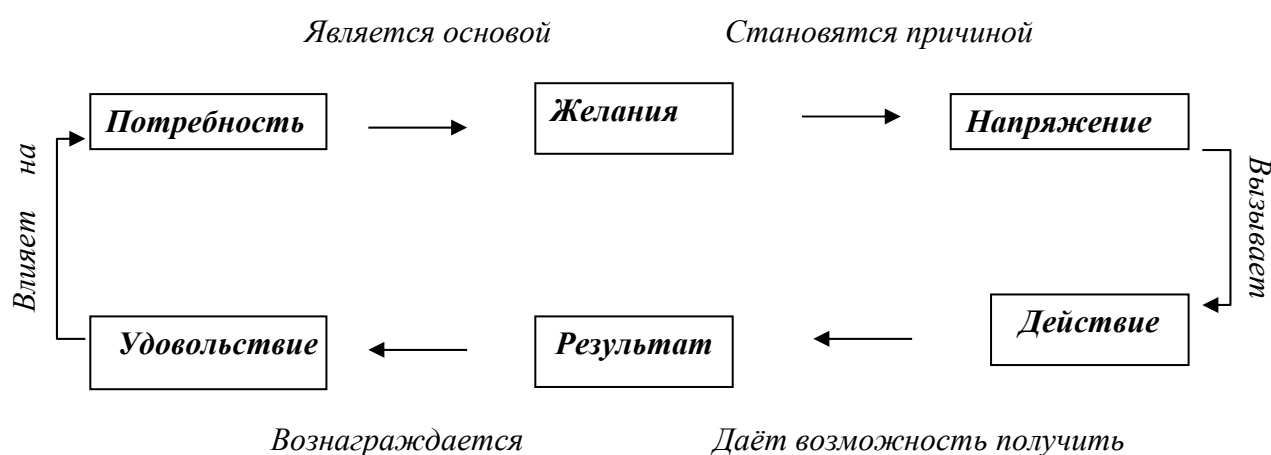 Является основой
Становятся причиной
Потребность
Желания
Напряжение
Влияет на
Вызывает
Удовольствие
Результат
Действие
Вознаграждается
Даёт возможность получить